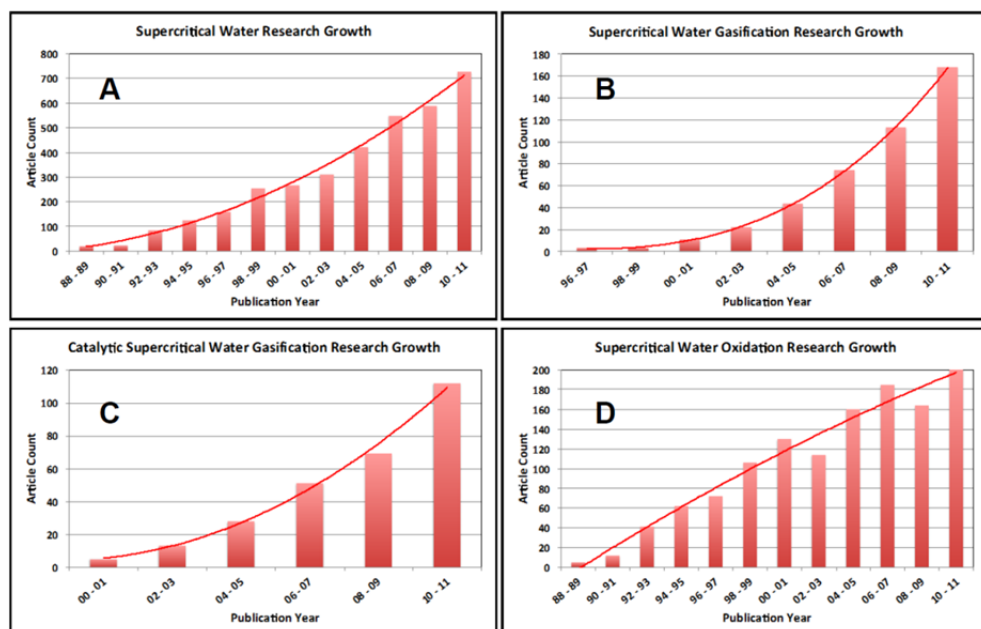 Supercritical Water Research Growth
A
Article Count
800
700
600
500
400
300
200
100
0
88 - 89
90 - 91
92 - 93
94 - 95
96 - 97
98 - 99
00 - 01
02 - 03
04 - 05
06 - 07
08 - 09
10 - 11
Publication Year
Supercritical Water Gasification Research Growth
B
Article Count
180
160
140
120
100
80
60
40
20
0
96 - 97
98 - 99
00 - 01
02 - 03
04 - 05
06 - 07
08 - 09
10 - 11
Publication Year
Catalytic Supercritical Water Gasification Research Growth
C
Article Count
120
100
80
60
40
20
0
00 - 01
02 - 03
04 - 05
06 - 07
08 - 09
10 - 11
Publication Year
Supercritical Water Oxidation Research Growth
D
Article Count
200
180
160
140
120
100
80
60
40
20
0
88 - 89
90 - 91
92 - 93
94 - 95
96 - 97
98 - 99
00 - 01
02 - 03
04 - 05
06 - 07
08 - 09
10 - 11
Publication Year